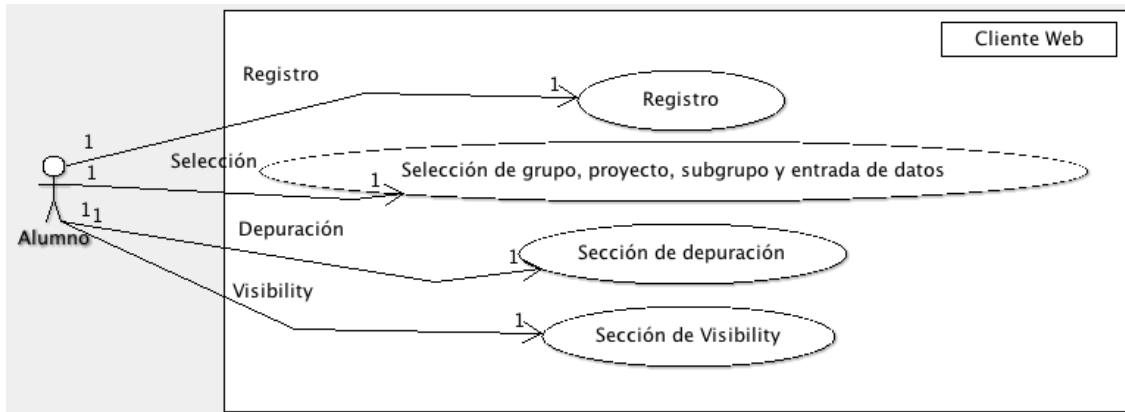 Cliente Web
Registro
1
Registro
1
Selección
Selección de grupo, proyecto, subgrupo y entrada de datos
1
1
1
1
Alumno
Depuración
1
Sección de depuración
Visibility
1
Sección de Visibility